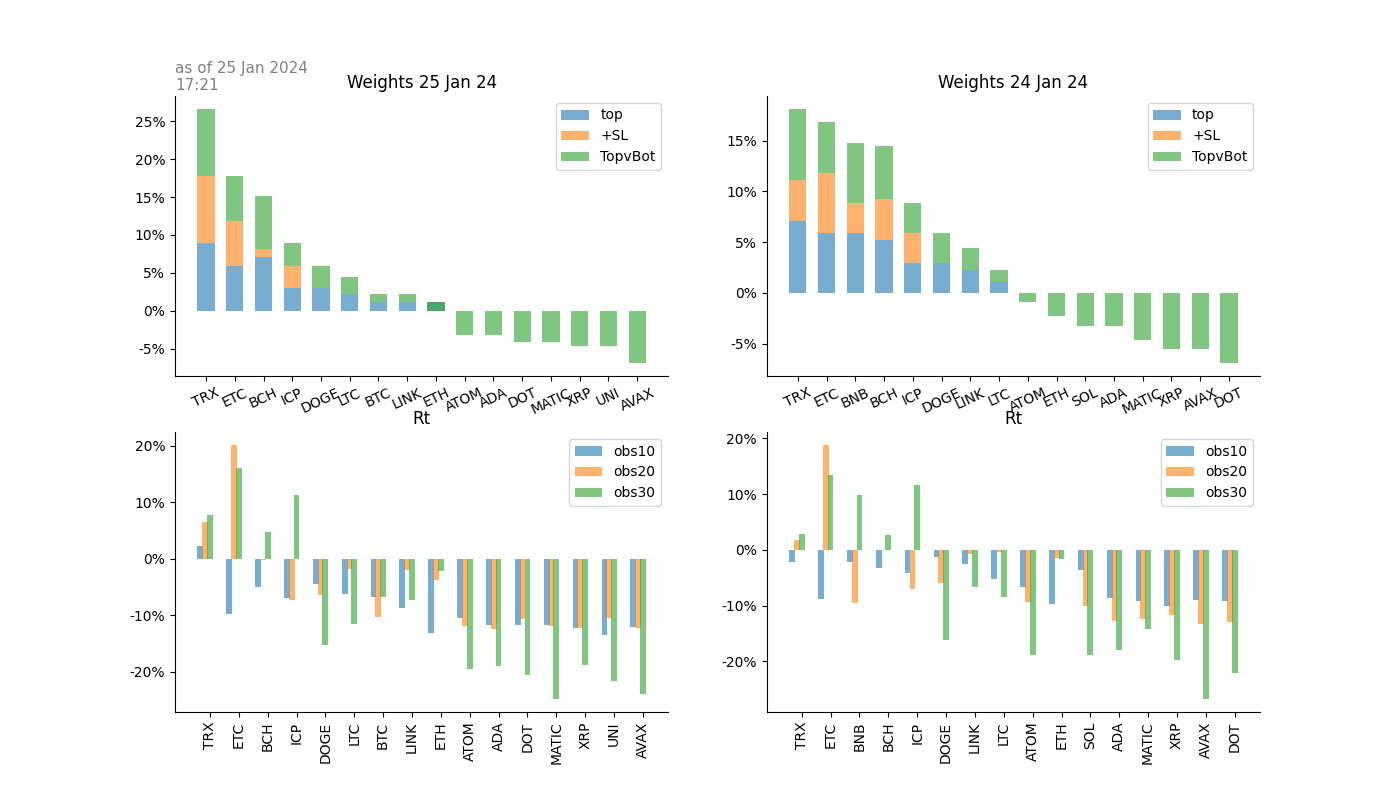 as of 25 Jan 2024
17:21
Weights 25 Jan 24
25%
20%
15%
10%
5%
0%
-5%
top
+SL
TopvBot
TRX ETC BCH ICP DOGE LTC BTC LINK ETH ATOM ADA DOT MATIC XRP UNI AVAX
Weights 24 Jan 24
15%
10%
5%
0%
-5%
top
+SL
TopvBot
TRX ETC BNB BCH ICP DOGE LINK LTC ATOM ETH SOL ADA MATIC XRP AVAX DOT
Rt
20%
10%
0%
-10%
-20%
obs10
obs20
obs30
TRX ETC BCH ICP DOGE LTC BTC LINK ETH ATOM ADA DOT MATIC XRP UNI AVAX
Rt
20%
10%
0%
-10%
-20%
obs10
obs20
obs30
TRX ETC BNB BCH ICP DOGE LINK LTC ATOM ETH SOL ADA MATIC XRP AVAX DOT